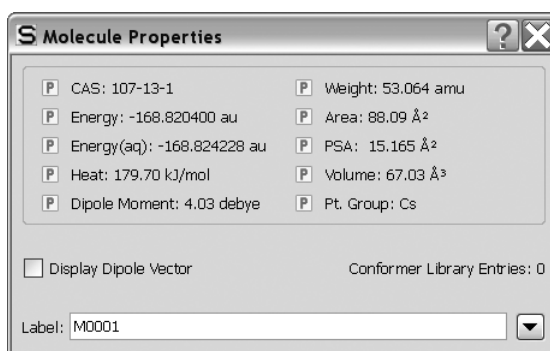 S Molecule Properties ? X
P CAS: 107-13-1
P Energy: -168.820400 au
P Energy(aq): -168.824228 au
P Heat: 179.70 kJ/mol
P Dipole Moment: 4.03 debye
P Weight: 53.064 amu
P Area: 88.09 Å²
P PSA: 15.165 Å²
P Volume: 67.03 Å³
P Pt. Group: Cs
Display Dipole Vector
Conformer Library Entries: 0
Label: M0001